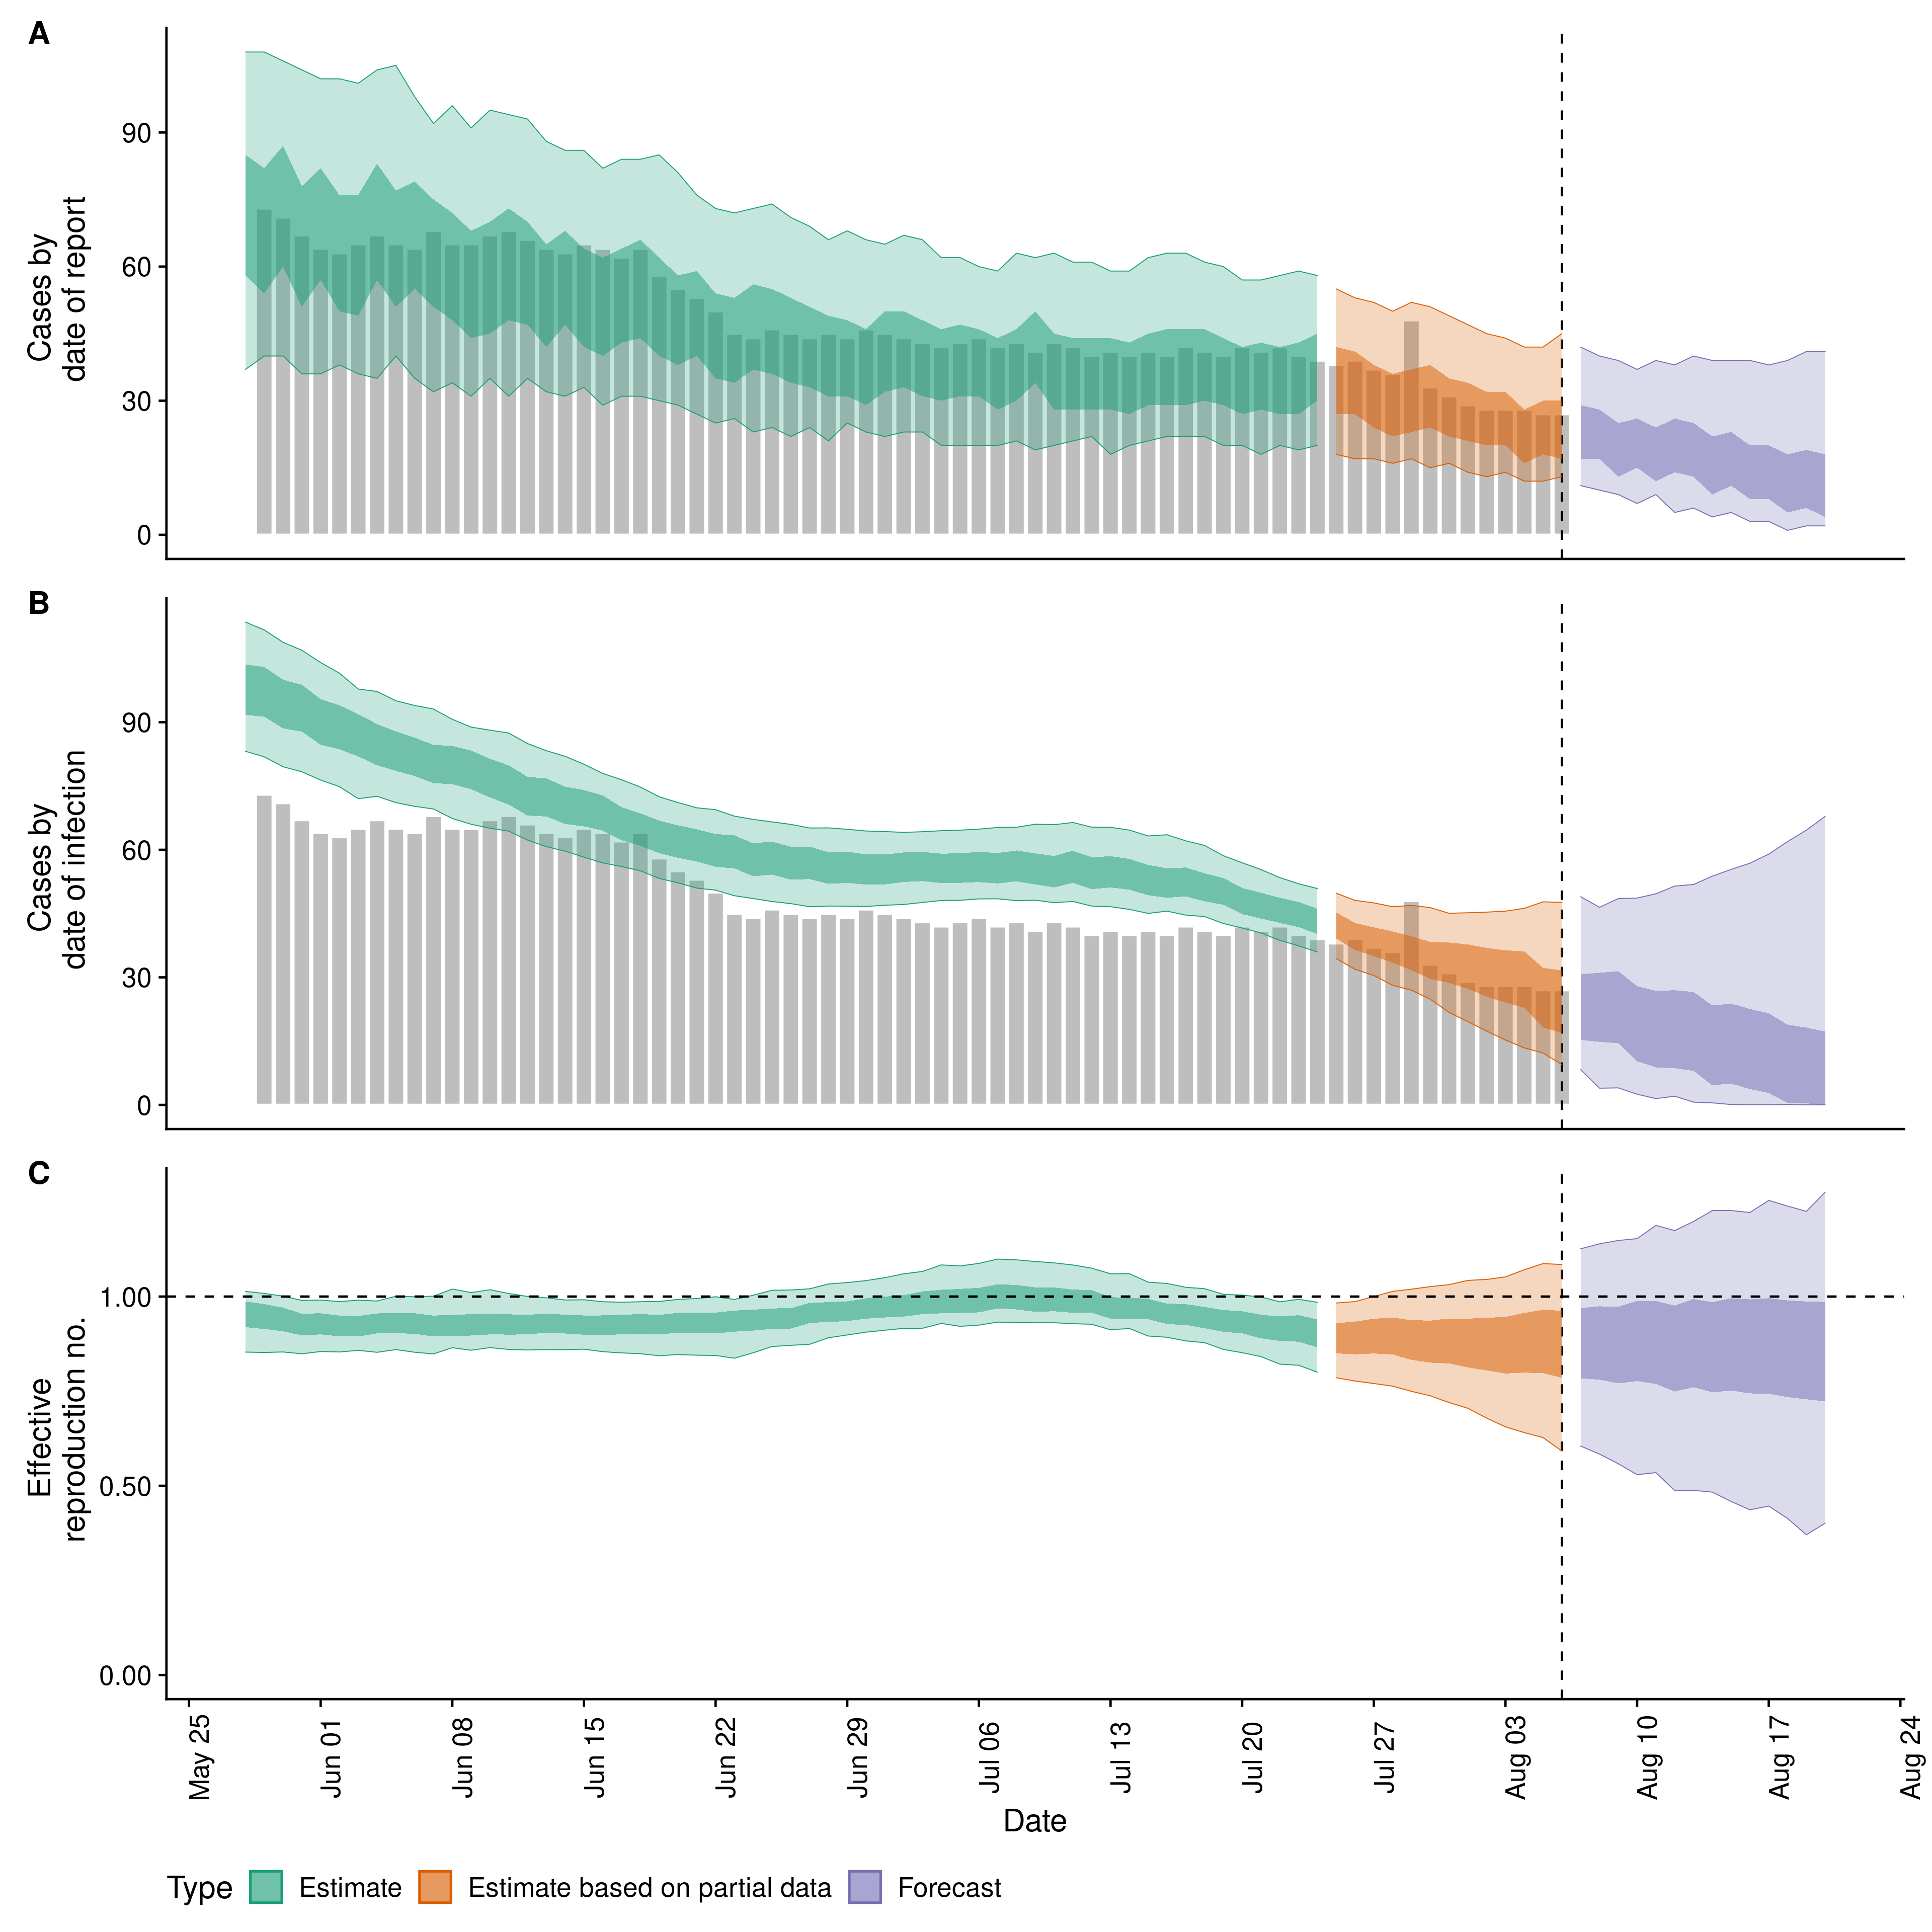 A
Cases by
date of report
90
60
30
0
B
Cases by
date of infection
90
60
30
0
C
Effective
reproduction no.
1.00
0.50
0.00
May 25
Jun 01
Jun 08
Jun 15
Jun 22
Jun 29
Jul 06
Jul 13
Jul 20
Jul 27
Aug 03
Aug 10
Aug 17
Aug 24
Date
Type Estimate Estimate based on partial data Forecast